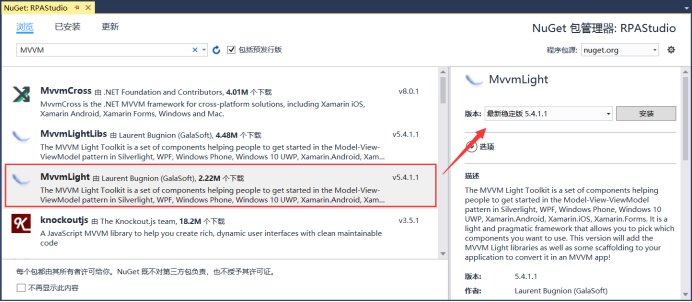 NuGet: RPAStudio
浏览 已安装 更新
NuGet 包管理器: RPAStudio
MVVM
包括预发行版
程序包源: nuget.org
MvvmCross 由 .NET Foundation and Contributors, 4.01M 个下载 v8.0.1
MvvmCross is the .NET MVVM framework for cross-platform solutions, including Xamarin iOS,
Xamarin Android, Xamarin Forms, Windows and Mac.
MvvmLightLibs 由 Laurent Bugnion (GalaSoft), 4.48M 个下载 v5.4.1.1
The MVVM Light Toolkit is a set of components helping people to get started in the Model-View-
ViewModel pattern in Silverlight, WPF, Windows Phone, Windows 10 UWP, Xamarin.Android, Xam...
MvvmLight 由 Laurent Bugnion (GalaSoft), 2.22M 个下载 v5.4.1.1
The MVVM Light Toolkit is a set of components helping people to get started in the Model-View-
ViewModel pattern in Silverlight, WPF, Windows Phone, Windows 10 UWP, Xamarin.Android, Xam...
knockoutjs 由 The Knockout.js team, 18.2M 个下载 v3.5.1
A JavaScript MVVM library to help you create rich, dynamic user interfaces with clean maintainable
code
每个包都由其所有者许可给你。NuGet 既不对第三方包负责，也不授予其许可证。
不再显示此内容
MvvmLight
版本: 最新稳定版 5.4.1.1 安装
选项
描述
The MVVM Light Toolkit is a set of components helping
people to get started in the Model-View-ViewModel
pattern in Silverlight, WPF, Windows Phone, Windows 10
UWP, Xamarin.Android, Xamarin.iOS, Xamarin.Forms. It is a
light and pragmatic framework that allows you to pick which
components you want to use. This version will add the
MVVM Light libraries as well as some scaffolding to your
application to convert it in an MVVM app!
版本: 5.4.1.1
作者: Laurent Bugnion (GalaSoft)